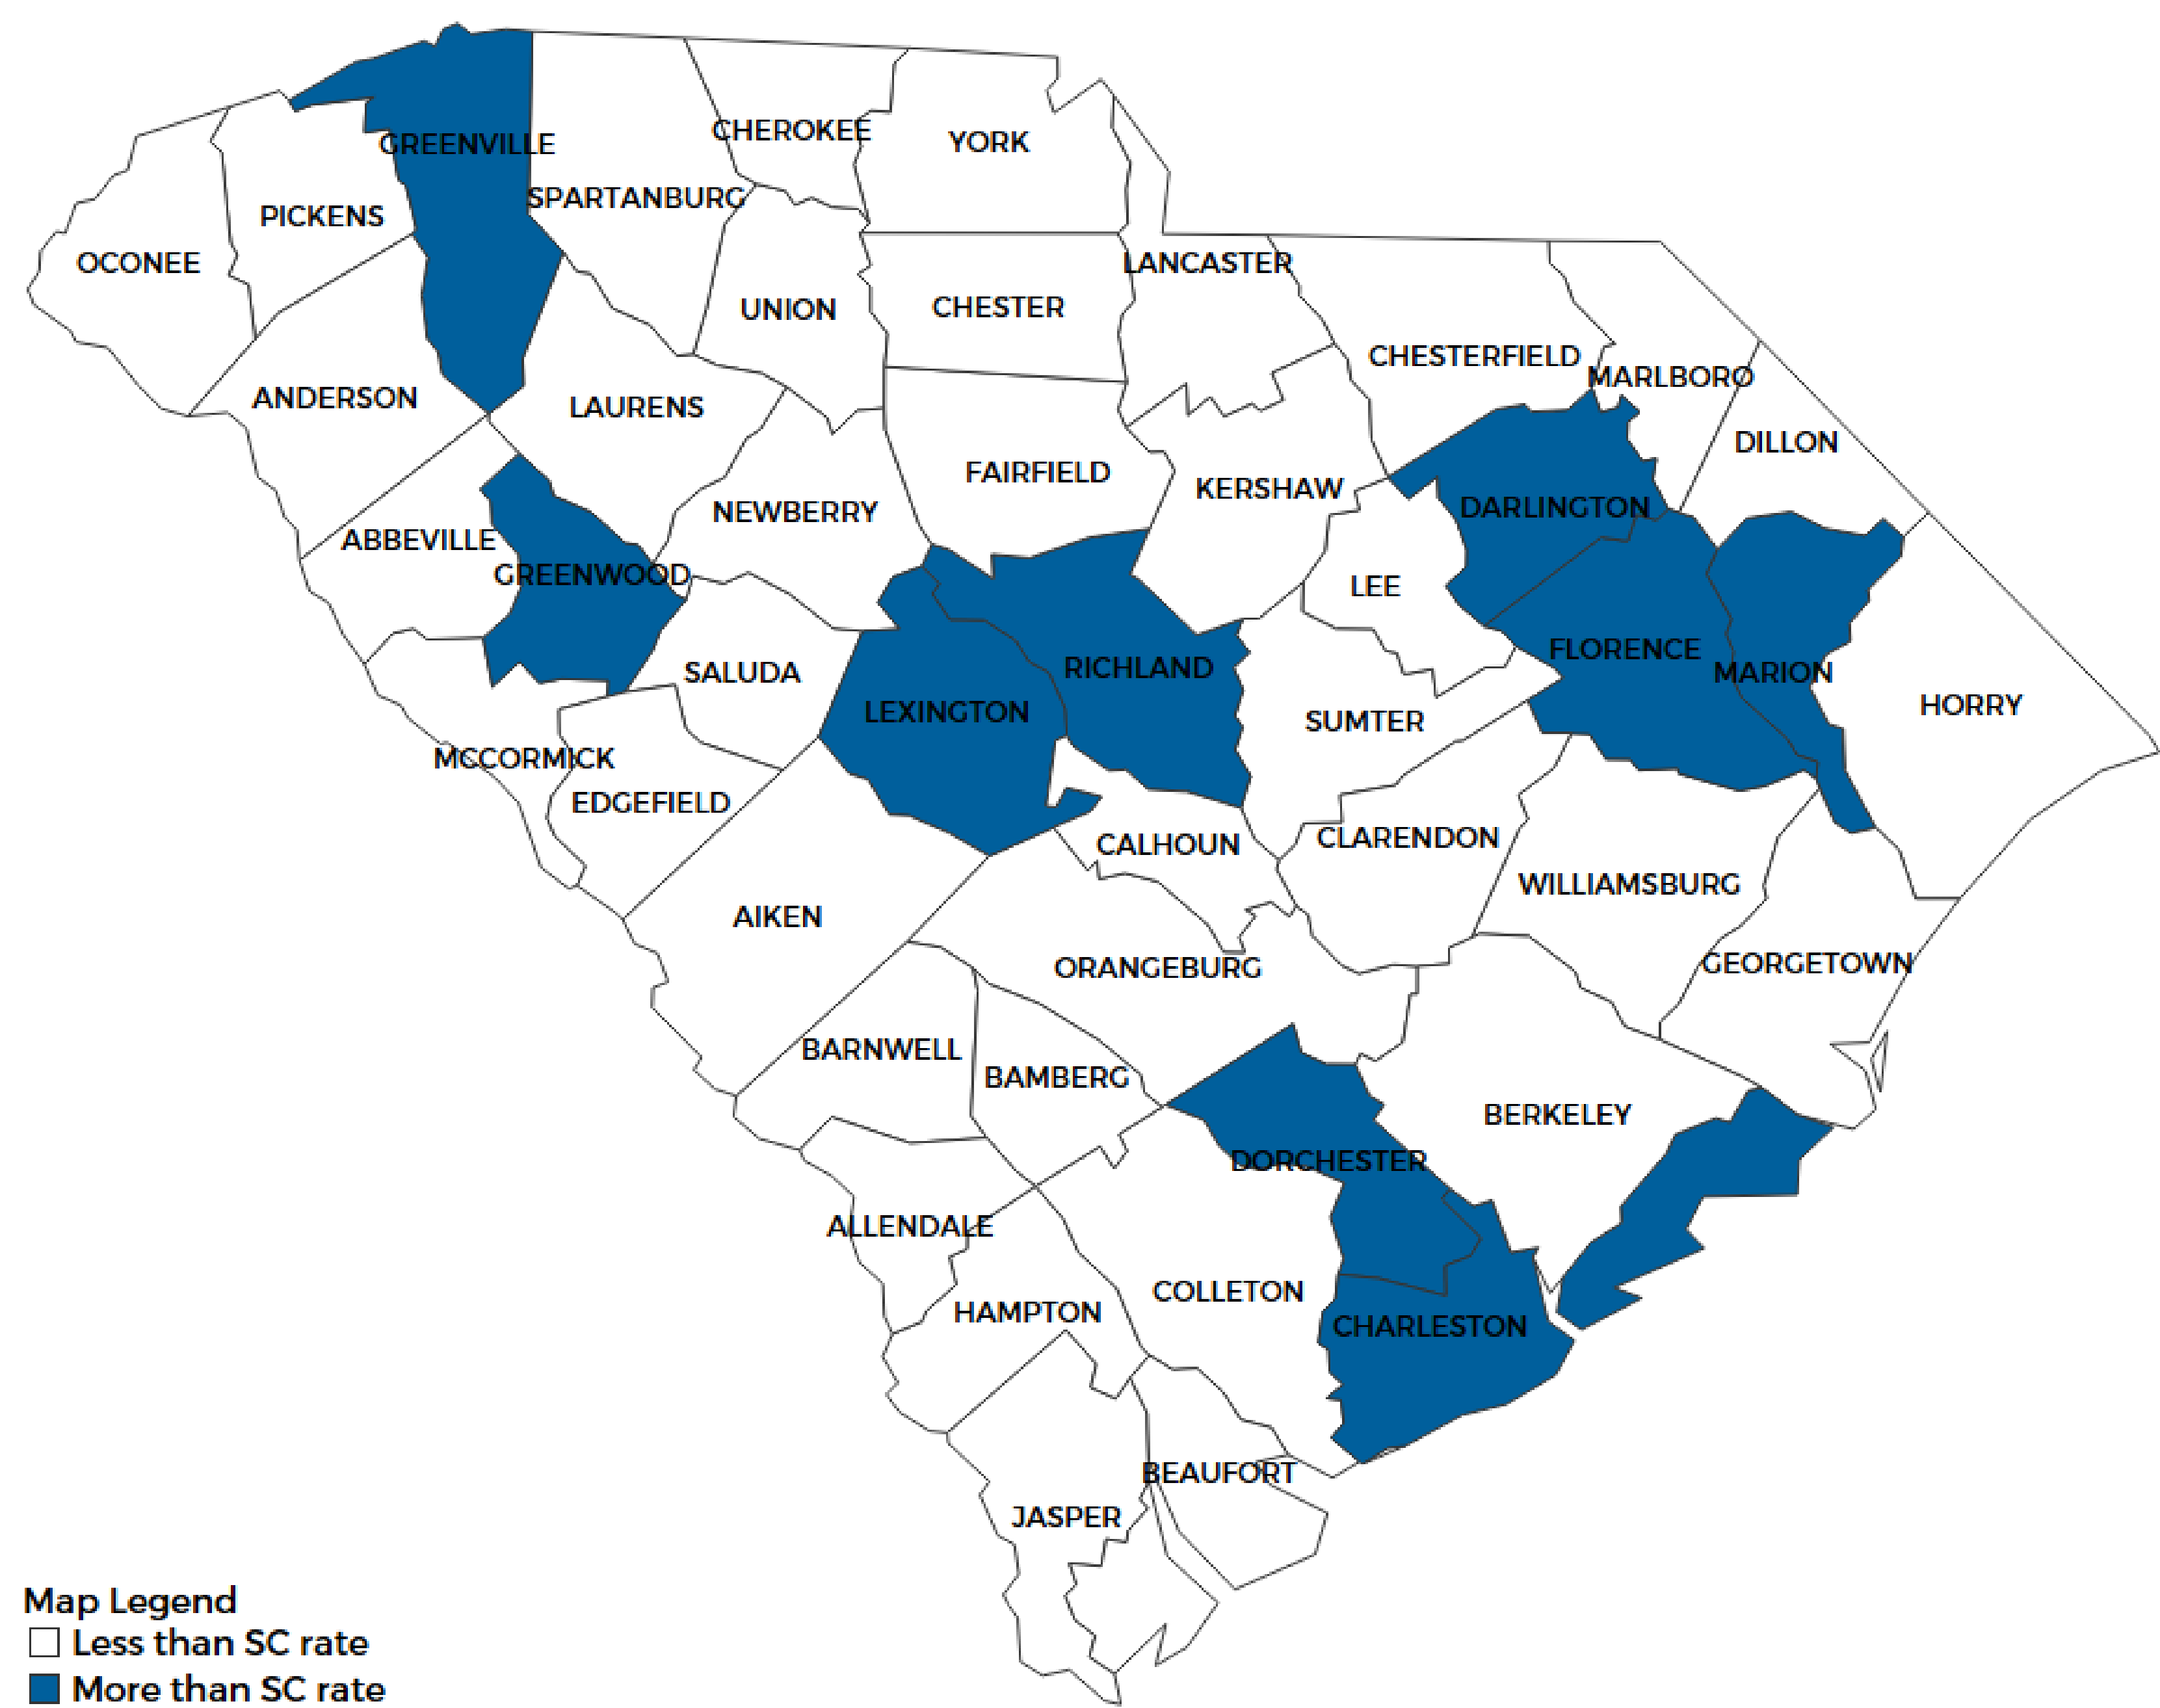 CHEROKEE
YORK
GREENVILLE
SPARTANBURG
PICKENS
OCONEE
LANCASTER
UNION
CHESTER
CHESTERFIELD
MARLBORO
ANDERSON
LAURENS
DILLON
FAIRFIELD
KERSHAW
DARLINGTON
NEWBERRY
ABBEVILLE
GREENWOOD
LEE
FLORENCE
RICHLAND
SALUDA
MARION
HORRY
LEXINGTON
SUMTER
MCCORMICK
EDGEFIELD
CLARENDON
CALHOUN
WILLIAMSBURG
AIKEN
GEORGETOWN
ORANGEBURG
BARNWELL
BAMBERG
BERKELEY
DORCHESTER
ALLENDALE
COLLETON
HAMPTON
CHARLESTON
BEAUFORT
JASPER
Map Legend
Less than SC rate
More than SC rate